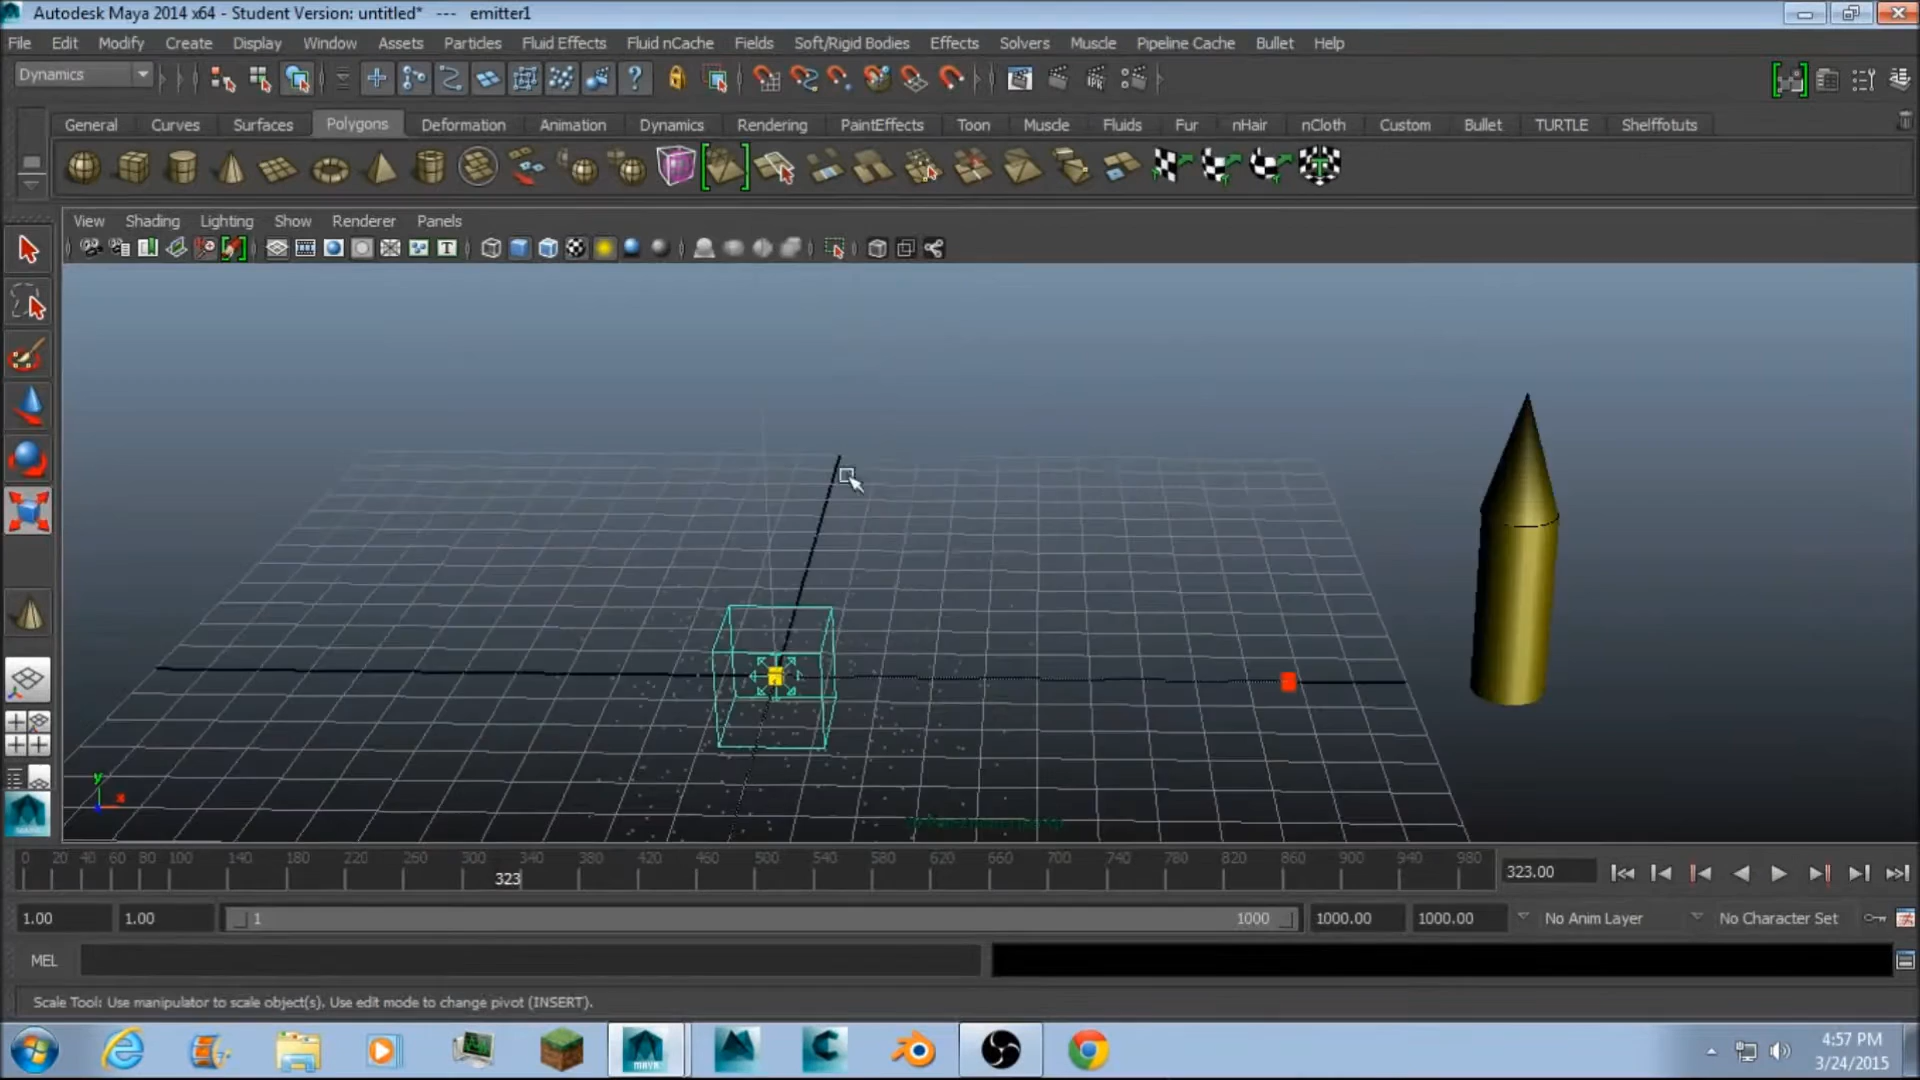 Autodesk Maya 2014 x64 - Student Version: untitled* --- emitter1
File Edit Modify Create Display Window Assets Particles Fluid Effects Fluid nCache Fields Soft/Rigid Bodies Effects Solvers Muscle Pipeline Cache Bullet Help
Dynamics
IPR
General Curves Surfaces Polygons Deformation Animation Dynamics Rendering PaintEffects Toon Muscle Fluids Fur nHair nCloth Custom Bullet TURTLE Shelffotuts
View Shading Lighting Show Renderer Panels
y
x
0 20 40 60 80 100 140 180 220 260 300 340 380 420 460 500 540 580 620 660 700 740 780 820 860 900 940 980
323
323.00
1.00 1.00 1 1000 1000.00 1000.00 No Anim Layer No Character Set
MEL
Scale Tool: Use manipulator to scale object(s). Use edit mode to change pivot (INSERT).
MAYA
4:57 PM
3/24/2015